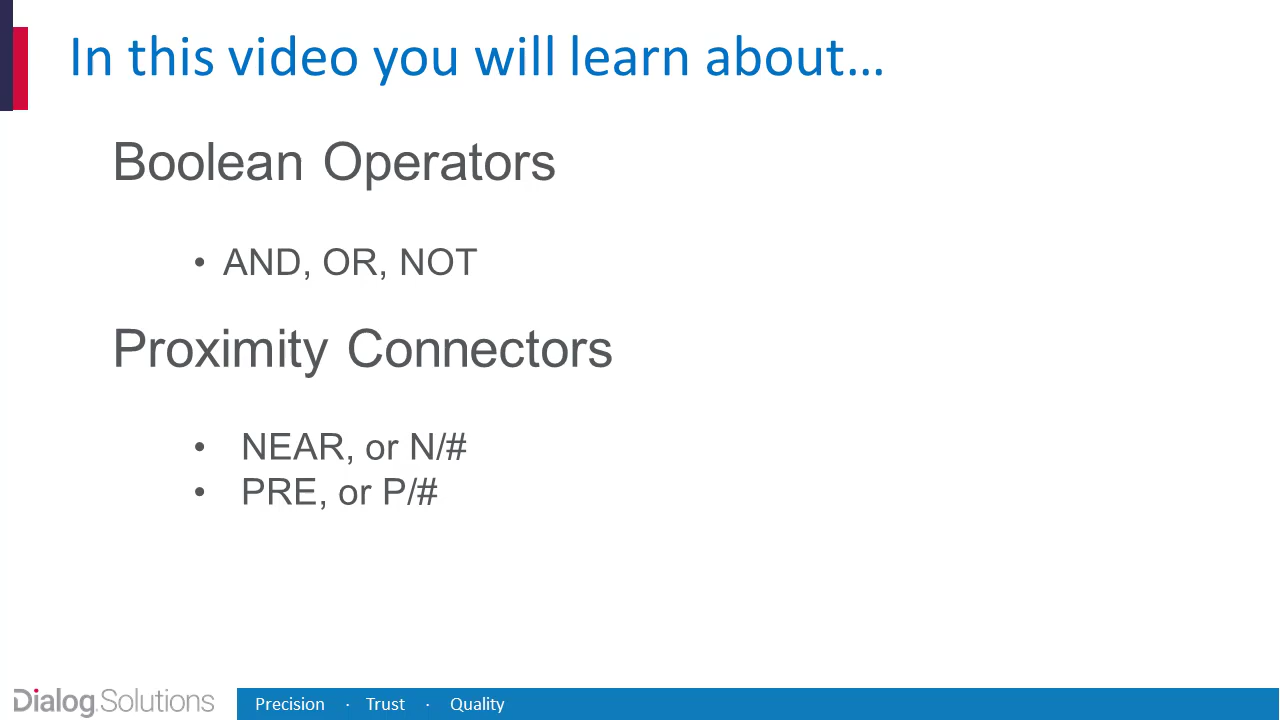 In this video you will learn about…
Boolean Operators
• AND, OR, NOT
Proximity Connectors
• NEAR, or N/#
• PRE, or P/#
Dialog.Solutions
Precision · Trust · Quality